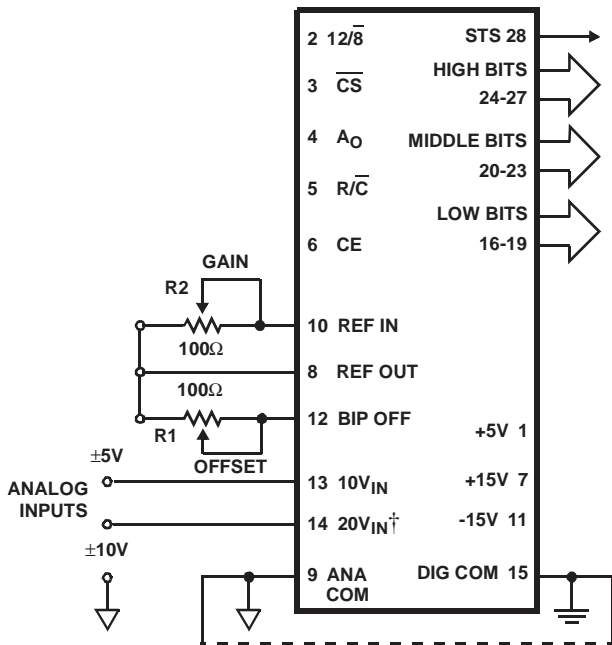 2 12/8̅
STS 28
HIGH BITS
24-27
3 C̅S̅
4 AO
MIDDLE BITS
20-23
5 R/C̅
LOW BITS
16-19
6 CE
GAIN
R2
100Ω
10 REF IN
8 REF OUT
100Ω
R1
OFFSET
12 BIP OFF
+5V 1
±5V
ANALOG
INPUTS
13 10VIN
+15V 7
14 20VIN†
-15V 11
±10V
9 ANA
COM
DIG COM 15